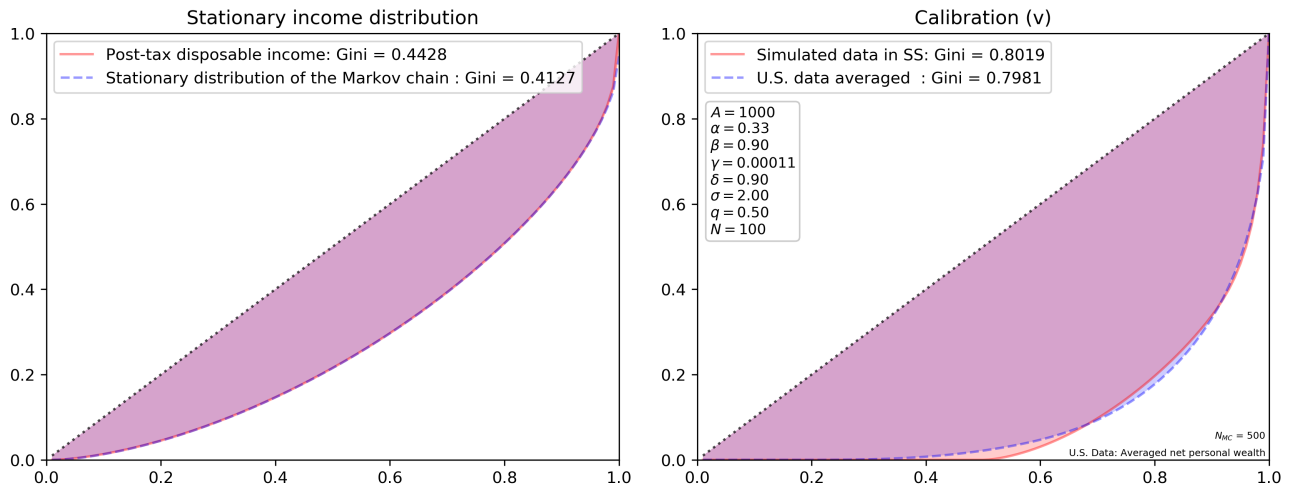 Stationary income distribution
1.0
Post-tax disposable income: Gini = 0.4428
Stationary distribution of the Markov chain : Gini = 0.4127
0.8
0.6
0.4
0.2
0.0
0.0 0.2 0.4 0.6 0.8 1.0
Calibration (v)
1.0
Simulated data in SS: Gini = 0.8019
U.S. data averaged  : Gini = 0.7981
A = 1000
α = 0.33
β = 0.90
γ = 0.00011
δ = 0.90
σ = 2.00
q = 0.50
N = 100
0.8
0.6
0.4
0.2
0.0
N_MC = 500
U.S. Data: Averaged net personal wealth
0.0 0.2 0.4 0.6 0.8 1.0